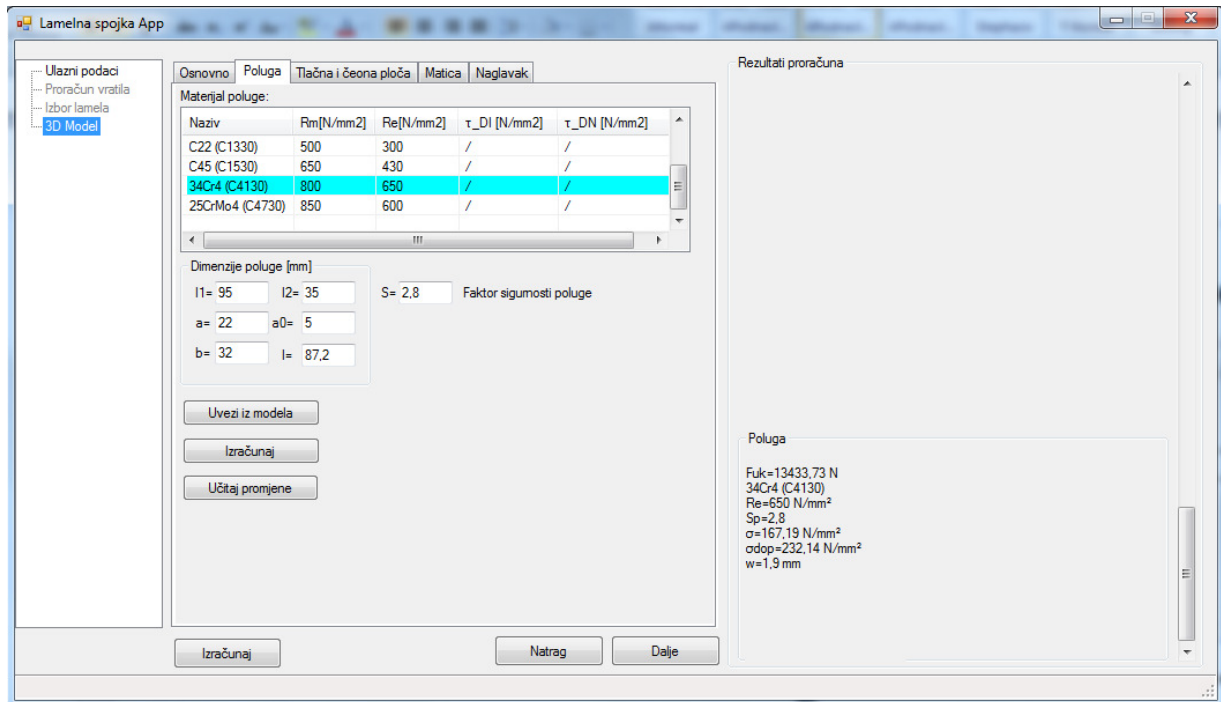 Lamelna spojka App
Ulazni podaci
Proračun vratila
Izbor lamela
3D Model
Osnovno Poluga Tlačna i čeona ploča Matica Naglavak
Materijal poluge:
Naziv Rm[N/mm2] Re[N/mm2] τ_DI [N/mm2] τ_DN [N/mm2]
C22 (C1330) 500 300 / /
C45 (C1530) 650 430 / /
34Cr4 (C4130) 800 650 / /
25CrMo4 (C4730) 850 600 / /
Dimenzije poluge [mm]
l1= 95 l2= 35 S= 2,8 Faktor sigurnosti poluge
a= 22 a0= 5
b= 32 l= 87,2
Uvezi iz modela
Izračunaj
Učitaj promjene
Izračunaj Natrag Dalje
Rezultati proračuna
Poluga
Fuk=13433,73 N
34Cr4 (C4130)
Re=650 N/mm²
Sp=2,8
σ=167,19 N/mm²
σdop=232,14 N/mm²
w=1,9 mm